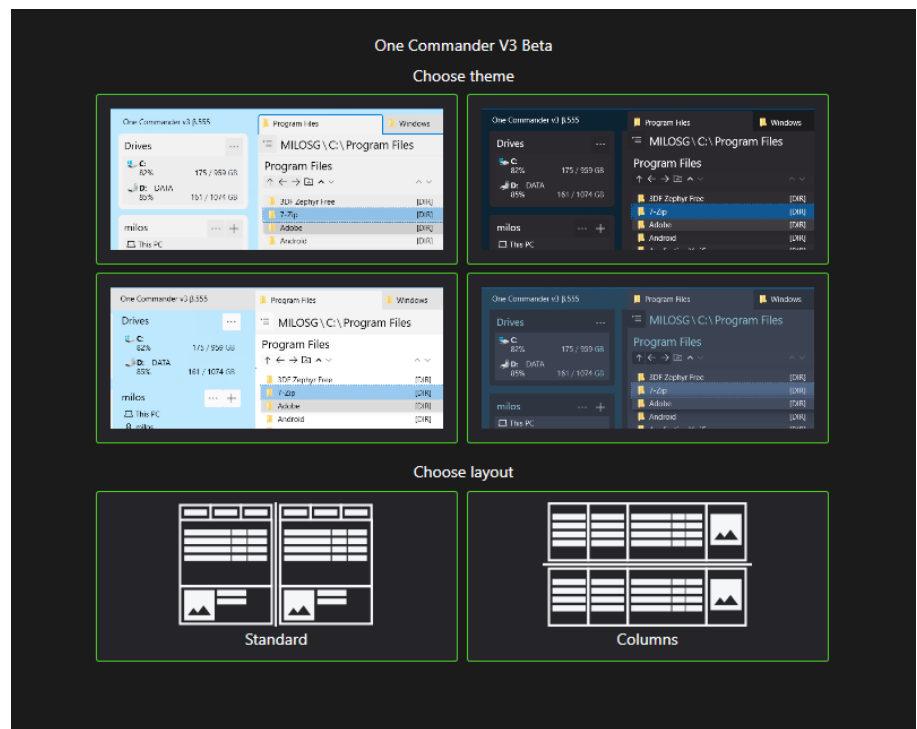 One Commander V3 Beta
Choose theme
One Commander v3 β.555
Program Files
Windows
Drives
MILOSG \ C: \ Program Files
C:
82%
175 / 959 GB
Program Files
D: DATA
85%
161 / 1074 GB
3DF Zephyr Free [DIR]
7-Zip [DIR]
milos
Adobe [DIR]
This PC
Android [DIR]
One Commander v3 β.555
Program Files
Windows
Drives
MILOSG \ C: \ Program Files
C:
82%
175 / 959 GB
Program Files
D: DATA
85%
161 / 1074 GB
3DF Zephyr Free [DIR]
7-Zip [DIR]
milos
Adobe [DIR]
This PC
Android [DIR]
One Commander v3 β.555
Program Files
Windows
Drives
MILOSG \ C: \ Program Files
C:
82%
175 / 959 GB
Program Files
D: DATA
85%
161 / 1074 GB
3DF Zephyr Free [DIR]
7-Zip [DIR]
milos
Adobe [DIR]
This PC
Android [DIR]
milos
One Commander v3 β.555
Program Files
Windows
Drives
MILOSG \ C: \ Program Files
C:
82%
175 / 959 GB
Program Files
D: DATA
85%
161 / 1074 GB
3DF Zephyr Free [DIR]
7-Zip [DIR]
milos
Adobe [DIR]
This PC
Android [DIR]
Choose layout
Standard
Columns